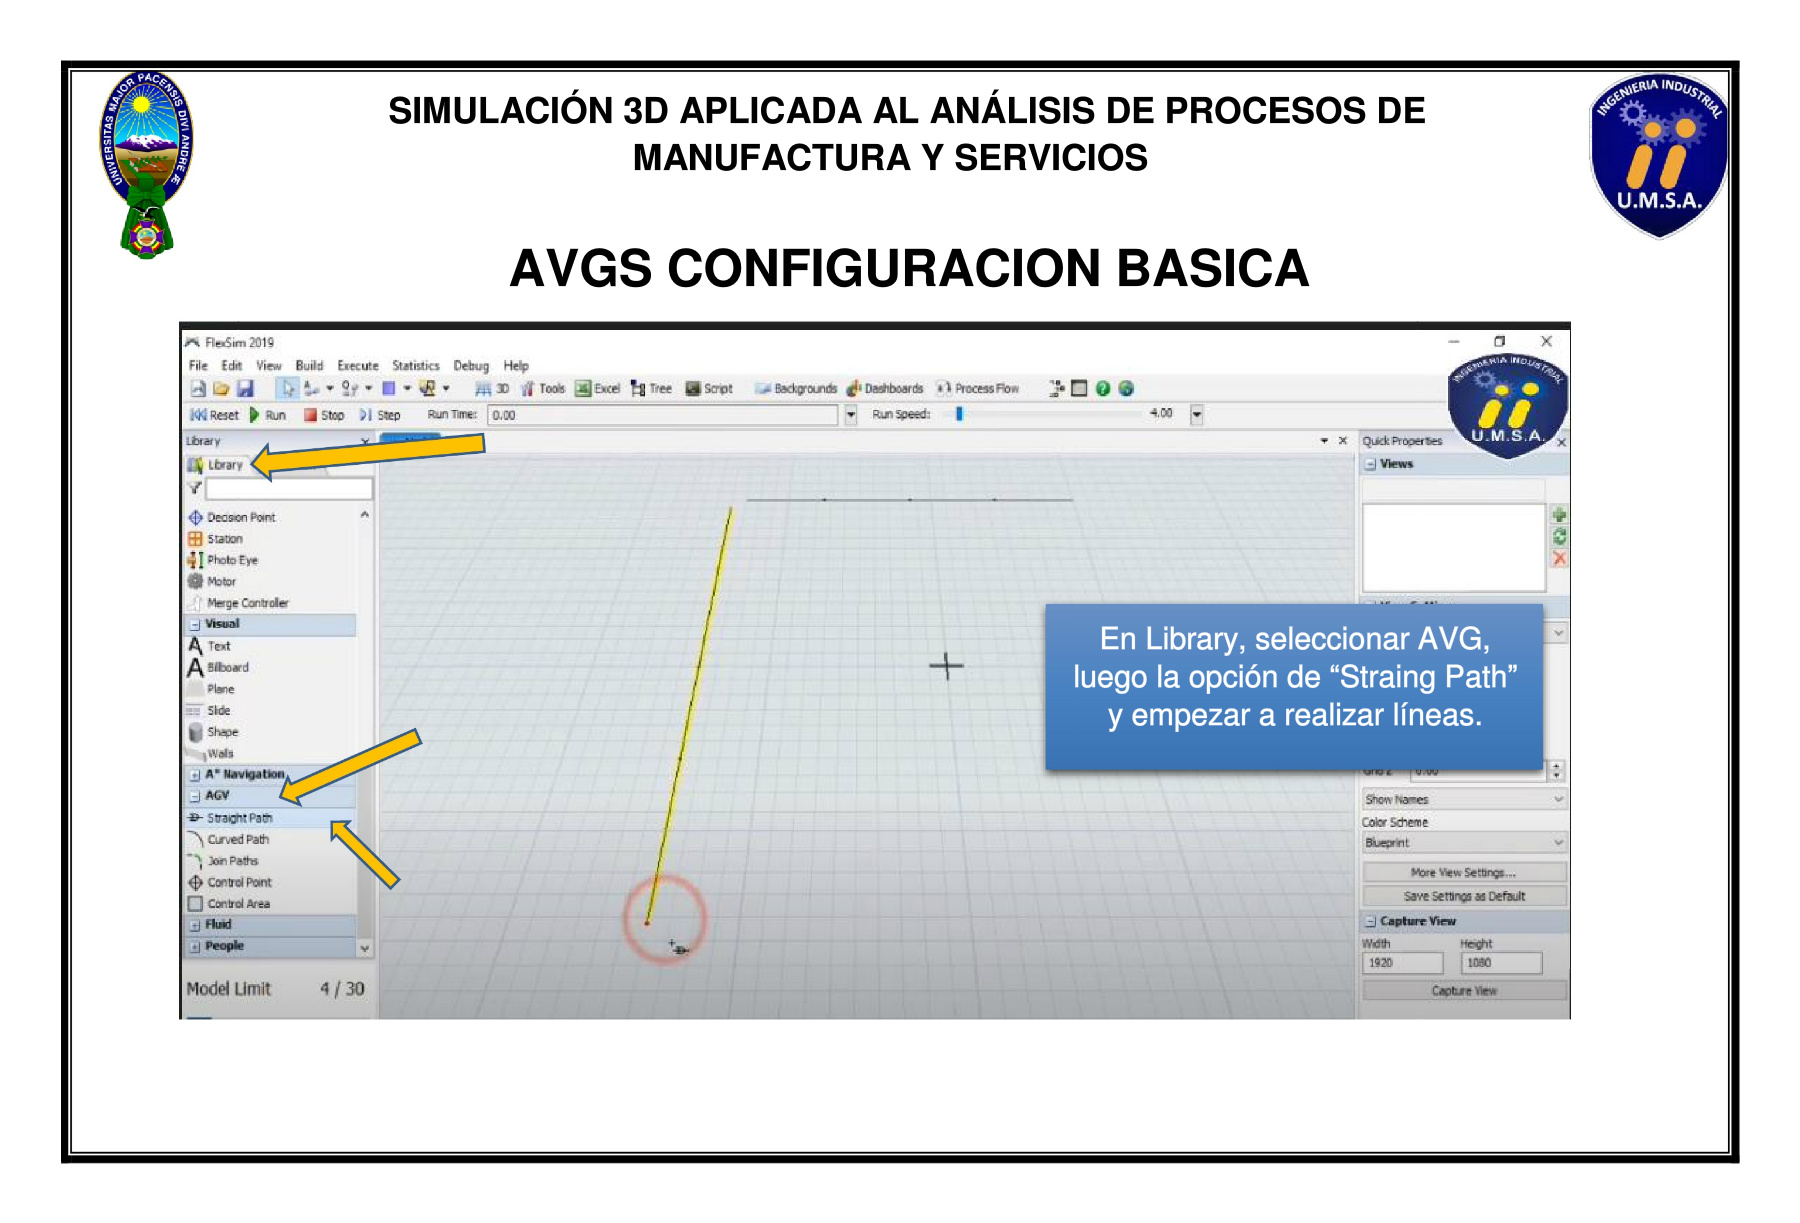 UNIVERSITAS MAJOR PACENSIS DIVI ANDREÆ
SIMULACIÓN 3D APLICADA AL ANÁLISIS DE PROCESOS DE
MANUFACTURA Y SERVICIOS
INGENIERIA INDUSTRIAL
U.M.S.A.
AVGS CONFIGURACION BASICA
FlexSim 2019
File Edit View Build Execute Statistics Debug Help
3D Tools Excel Tree Script Backgrounds Dashboards Process Flow
Reset Run Stop Step Run Time: 0.00 Run Speed: 4.00
INGENIERIA INDUSTRIAL
U.M.S.A.
Library
Library
Decision Point
Station
Photo Eye
Motor
Merge Controller
Visual
Text
Billboard
Plane
Slide
Shape
Walls
A* Navigation
AGV
Straight Path
Curved Path
Join Paths
Control Point
Control Area
Fluid
People
Model Limit 4 / 30
En Library, seleccionar AVG,
luego la opción de “Straing Path”
y empezar a realizar líneas.
Quick Properties
Views
Grid Z 0.00
Show Names
Color Scheme
Blueprint
More View Settings...
Save Settings as Default
Capture View
Width Height
1920 1080
Capture View